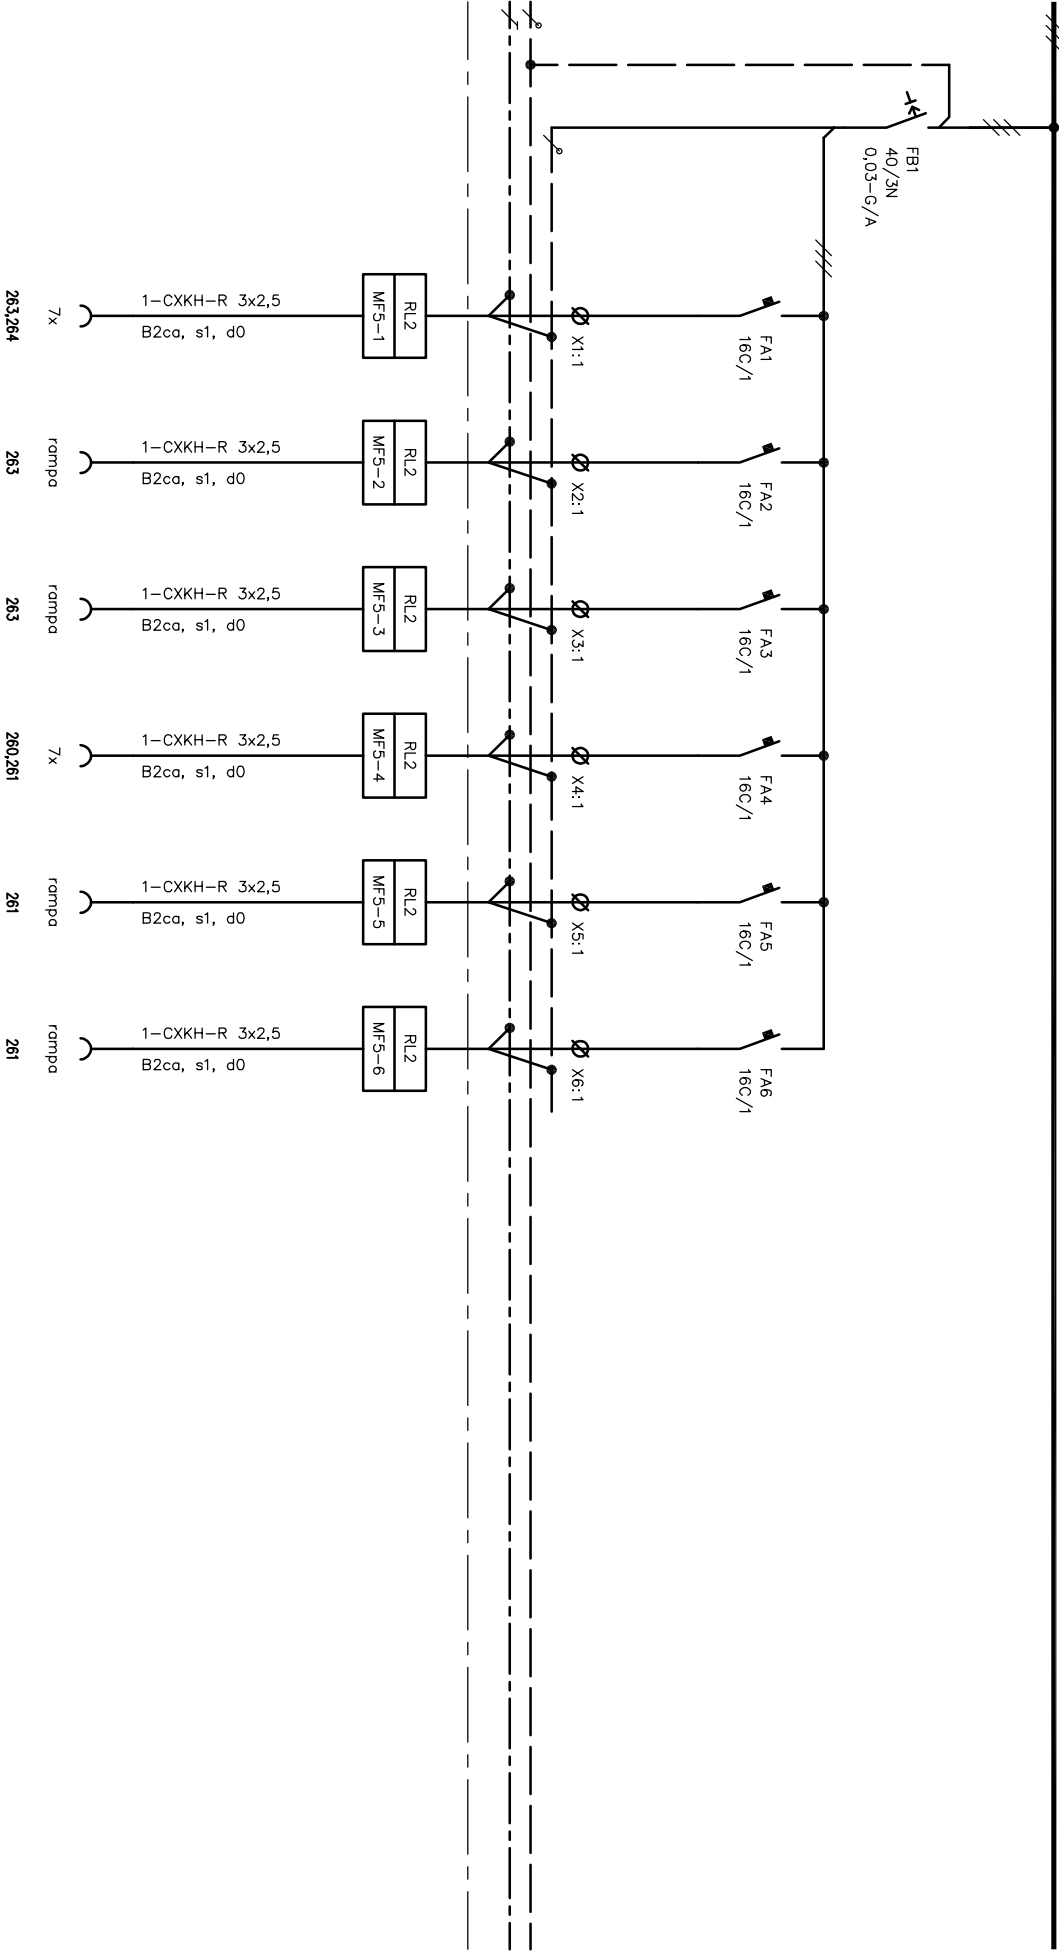 FB1
40/3N
0,03-G/A
FA1
16C/1
X1:1
RL2
MF5-1
1-CXKH-R 3x2,5
B2ca, s1, d0
7x
263,264
FA2
16C/1
X2:1
RL2
MF5-2
1-CXKH-R 3x2,5
B2ca, s1, d0
rampa
263
FA3
16C/1
X3:1
RL2
MF5-3
1-CXKH-R 3x2,5
B2ca, s1, d0
rampa
263
FA4
16C/1
X4:1
RL2
MF5-4
1-CXKH-R 3x2,5
B2ca, s1, d0
7x
260,261
FA5
16C/1
X5:1
RL2
MF5-5
1-CXKH-R 3x2,5
B2ca, s1, d0
rampa
261
FA6
16C/1
X6:1
RL2
MF5-6
1-CXKH-R 3x2,5
B2ca, s1, d0
rampa
261